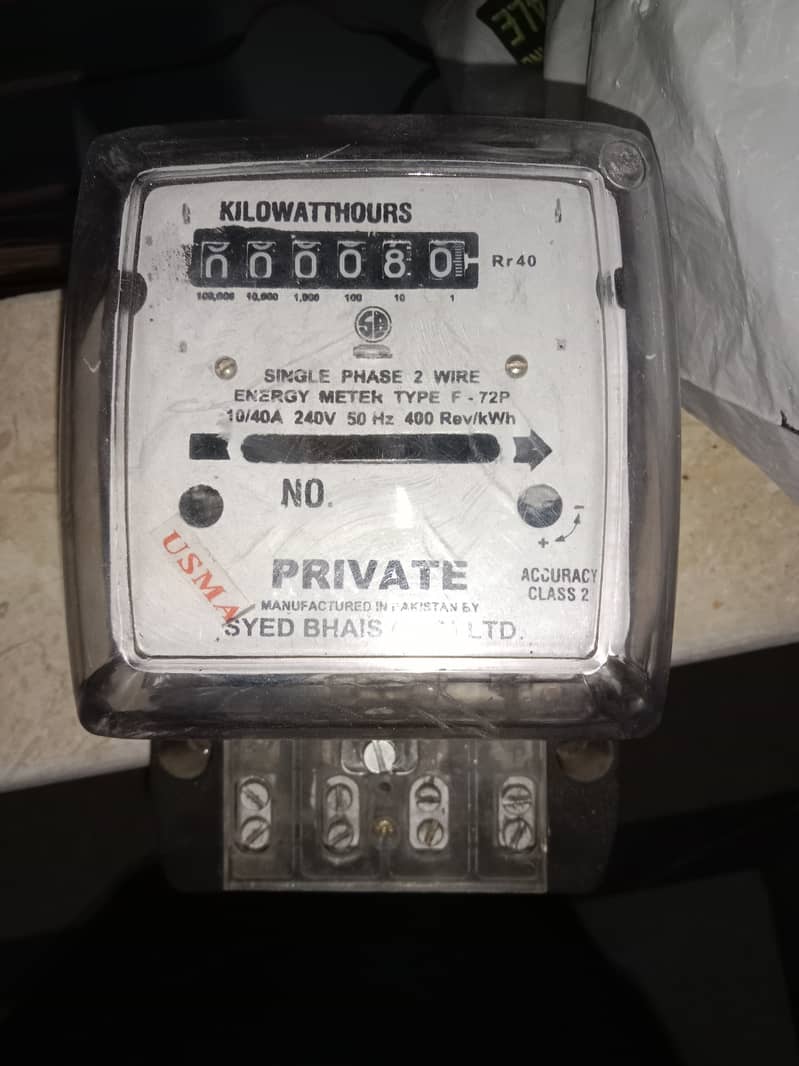 KILOWATTHOURS
000080
Rr40
100,000 10,000 1,000 100 10 1
SB
SINGLE PHASE 2 WIRE
ENERGY METER TYPE F - 72P
10/40A 240V 50 Hz 400 Rev/kWh
NO.
- +
USMA
PRIVATE
ACCURACY
CLASS 2
MANUFACTURED IN PAKISTAN BY
SYED BHAIS LTD.